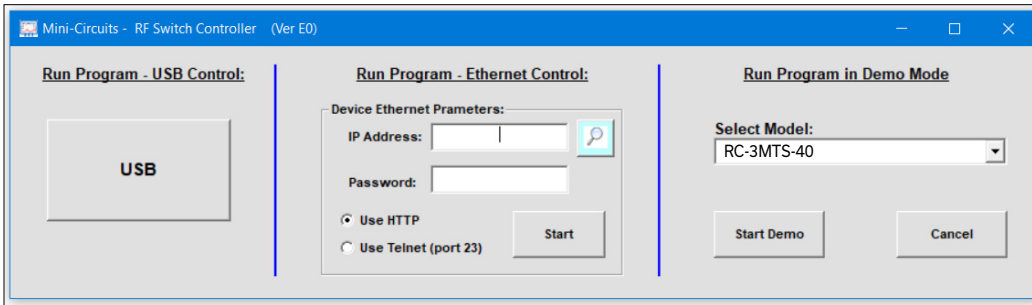 Mini-Circuits - RF Switch Controller (Ver E0)
Run Program - USB Control:
USB
Run Program - Ethernet Control:
Device Ethernet Prameters:
IP Address:
Password:
Use HTTP
Use Telnet (port 23)
Start
Run Program in Demo Mode
Select Model:
RC-3MTS-40
Start Demo
Cancel